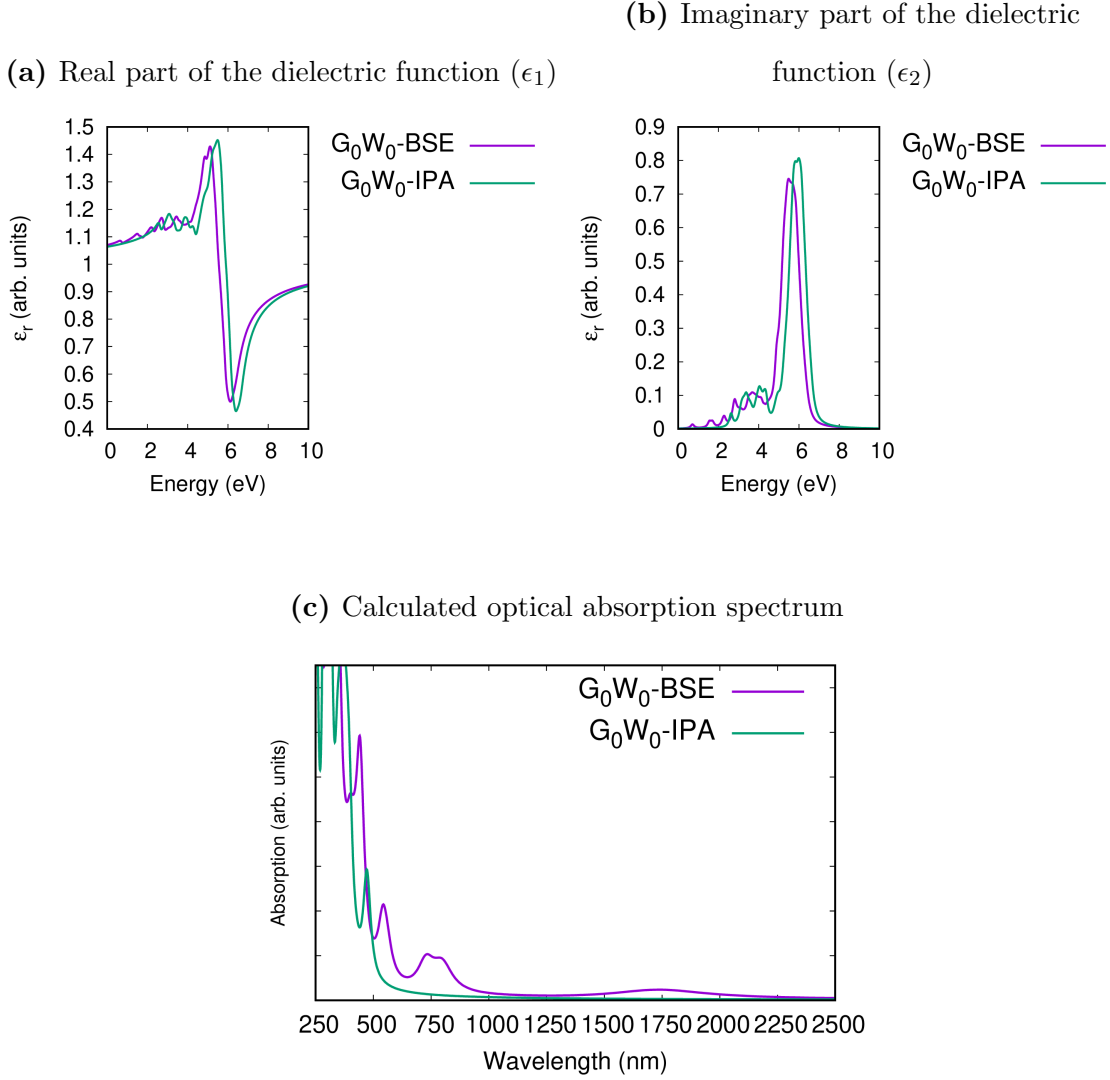 (b) Imaginary part of the dielectric
(a) Real part of the dielectric function (ϵ₁)
function (ϵ₂)
1.5
1.4
1.3
1.2
1.1
1
0.9
0.8
0.7
0.6
0.5
0.4
εᵣ (arb. units)
0 2 4 6 8 10
Energy (eV)
G₀W₀-BSE
G₀W₀-IPA
0.9
0.8
0.7
0.6
0.5
0.4
0.3
0.2
0.1
0
εᵣ (arb. units)
0 2 4 6 8 10
Energy (eV)
G₀W₀-BSE
G₀W₀-IPA
(c) Calculated optical absorption spectrum
G₀W₀-BSE
G₀W₀-IPA
Absorption (arb. units)
250 500 750 1000 1250 1500 1750 2000 2250 2500
Wavelength (nm)